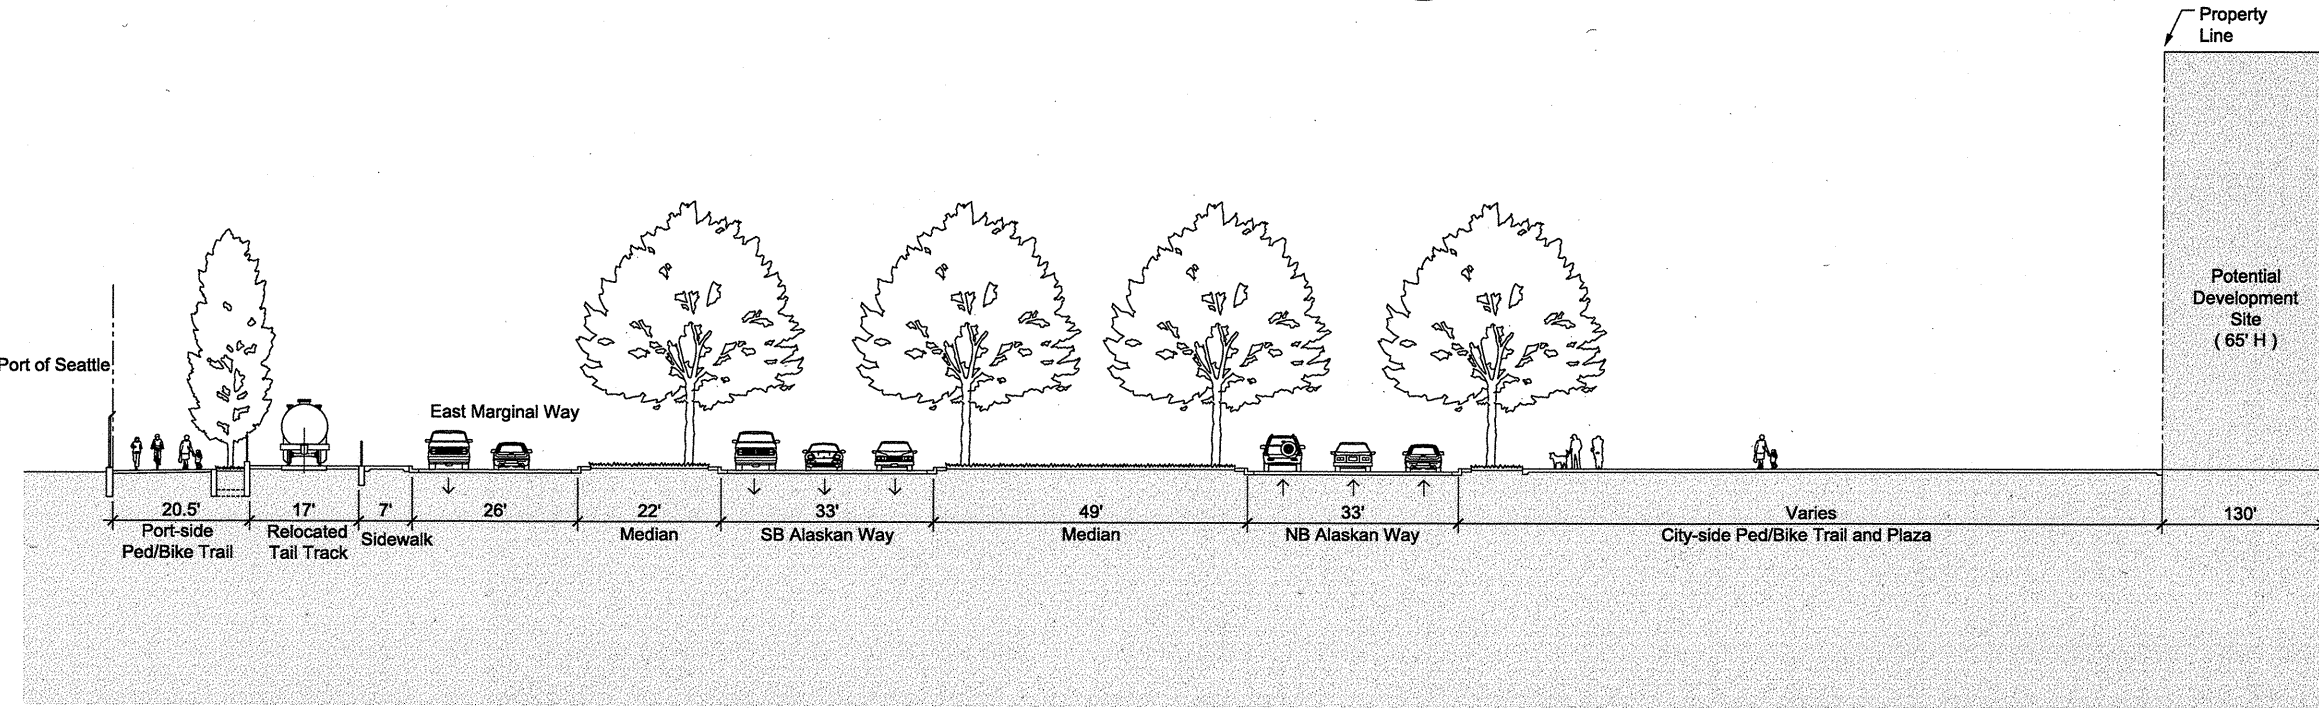 Property
Line
Potential
Development
Site
( 65' H )
Port of Seattle
East Marginal Way
20.5'
Port-side
Ped/Bike Trail
17'
Relocated
Tail Track
7'
Sidewalk
26'
22'
Median
33'
SB Alaskan Way
49'
Median
33'
NB Alaskan Way
Varies
City-side Ped/Bike Trail and Plaza
130'